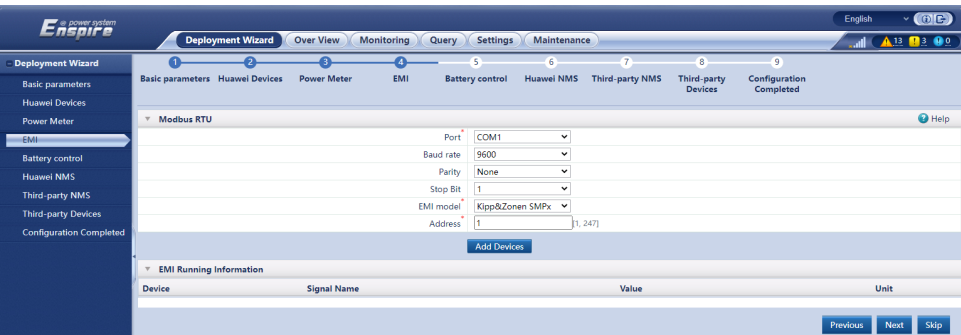 e power system
Enspire
English
Deployment Wizard Over View Monitoring Query Settings Maintenance
13 3 0
Deployment Wizard
Basic parameters
Huawei Devices
Power Meter
EMI
Battery control
Huawei NMS
Third-party NMS
Third-party Devices
Configuration Completed
1 2 3 4 5 6 7 8 9
Basic parameters Huawei Devices Power Meter EMI Battery control Huawei NMS Third-party NMS Third-party Devices Configuration Completed
Modbus RTU
Help
Port* COM1
Baud rate 9600
Parity None
Stop Bit 1
EMI model* Kipp&Zonen SMPx
Address* 1 [1, 247]
Add Devices
EMI Running Information
Device Signal Name Value Unit
Previous Next Skip